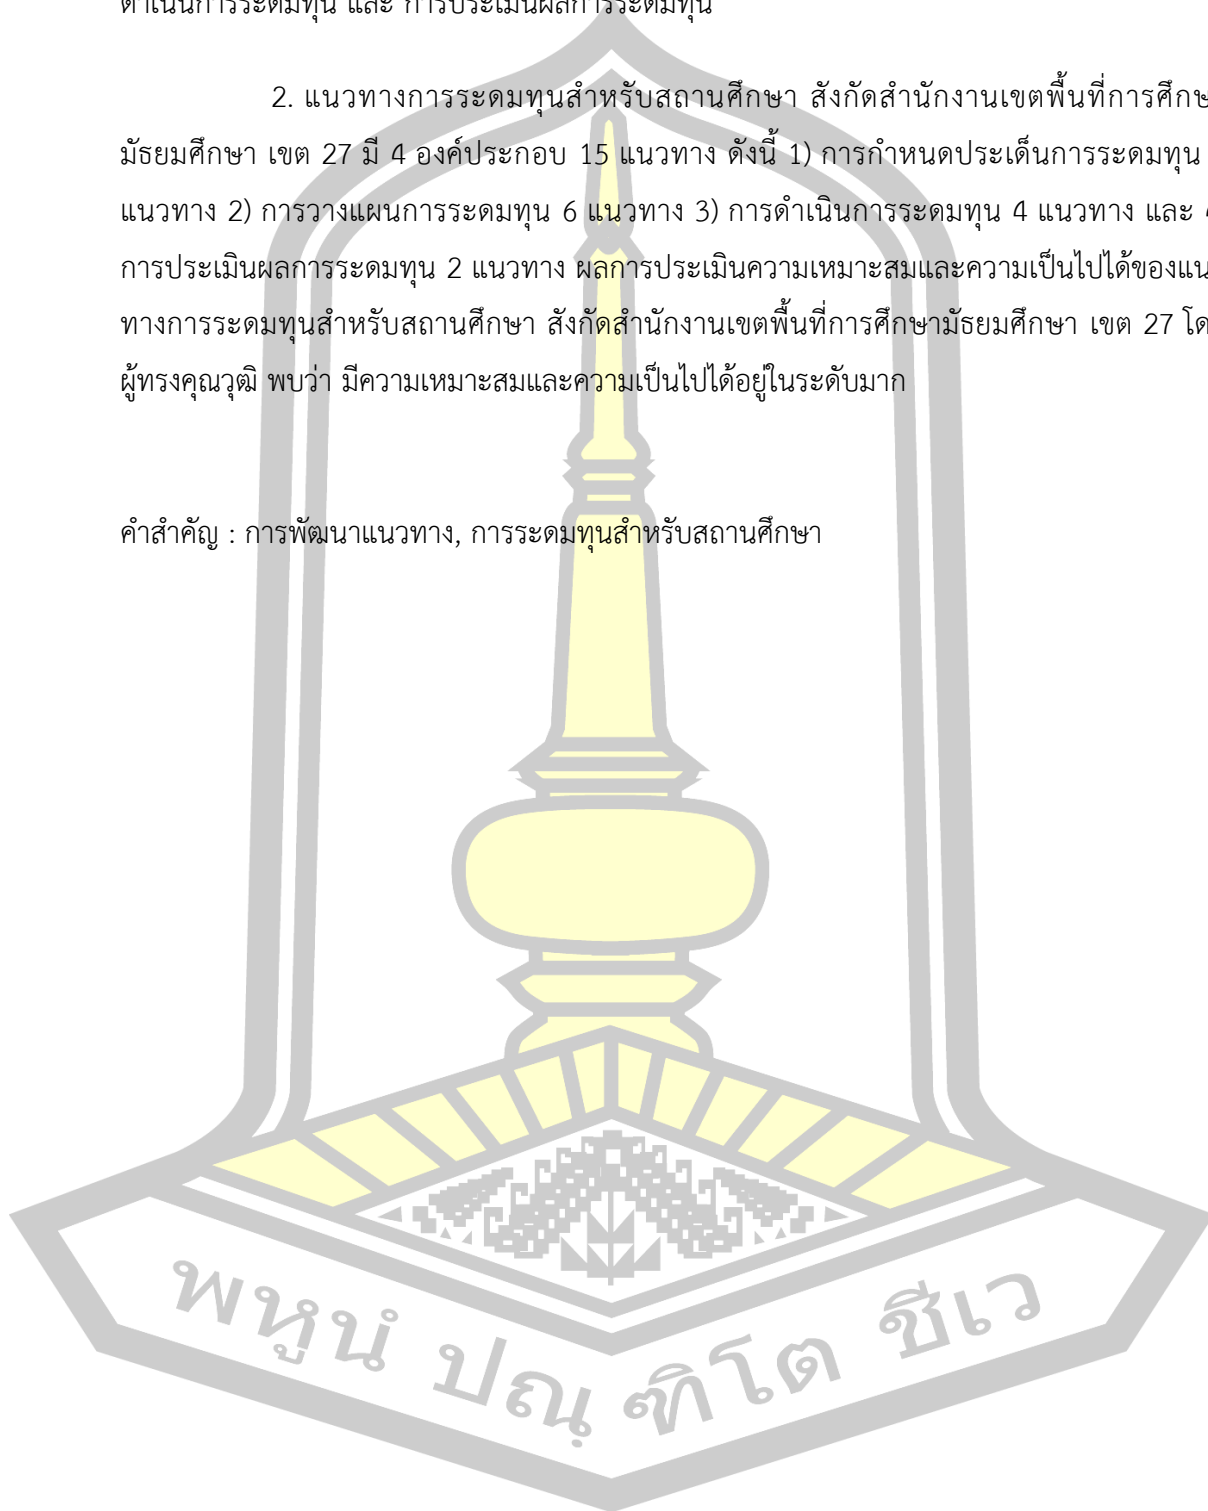 ดำเนินการระดมทุน และ การประเมินผลการระดมทุน
2. แนวทางการระดมทุนสำหรับสถานศึกษา สังกัดสำนักงานเขตพื้นที่การศึกษ
มัธยมศึกษา เขต 27 มี 4 องค์ประกอบ 15 แนวทาง ดังนี้ 1) การกำหนดประเด็นการระดมทุน
แนวทาง 2) การวางแผนการระดมทุน 6 แนวทาง 3) การดำเนินการระดมทุน 4 แนวทาง และ
การประเมินผลการระดมทุน 2 แนวทาง ผลการประเมินความเหมาะสมและความเป็นไปได้ของแน
ทางการระดมทุนสำหรับสถานศึกษา สังกัดสำนักงานเขตพื้นที่การศึกษามัธยมศึกษา เขต 27 โด
ผู้ทรงคุณวุฒิ พบว่า มีความเหมาะสมและความเป็นไปได้อยู่ในระดับมาก
คำสำคัญ : การพัฒนาแนวทาง, การระดมทุนสำหรับสถานศึกษา
พหูนํ ปณฺฑิโต ชีเว